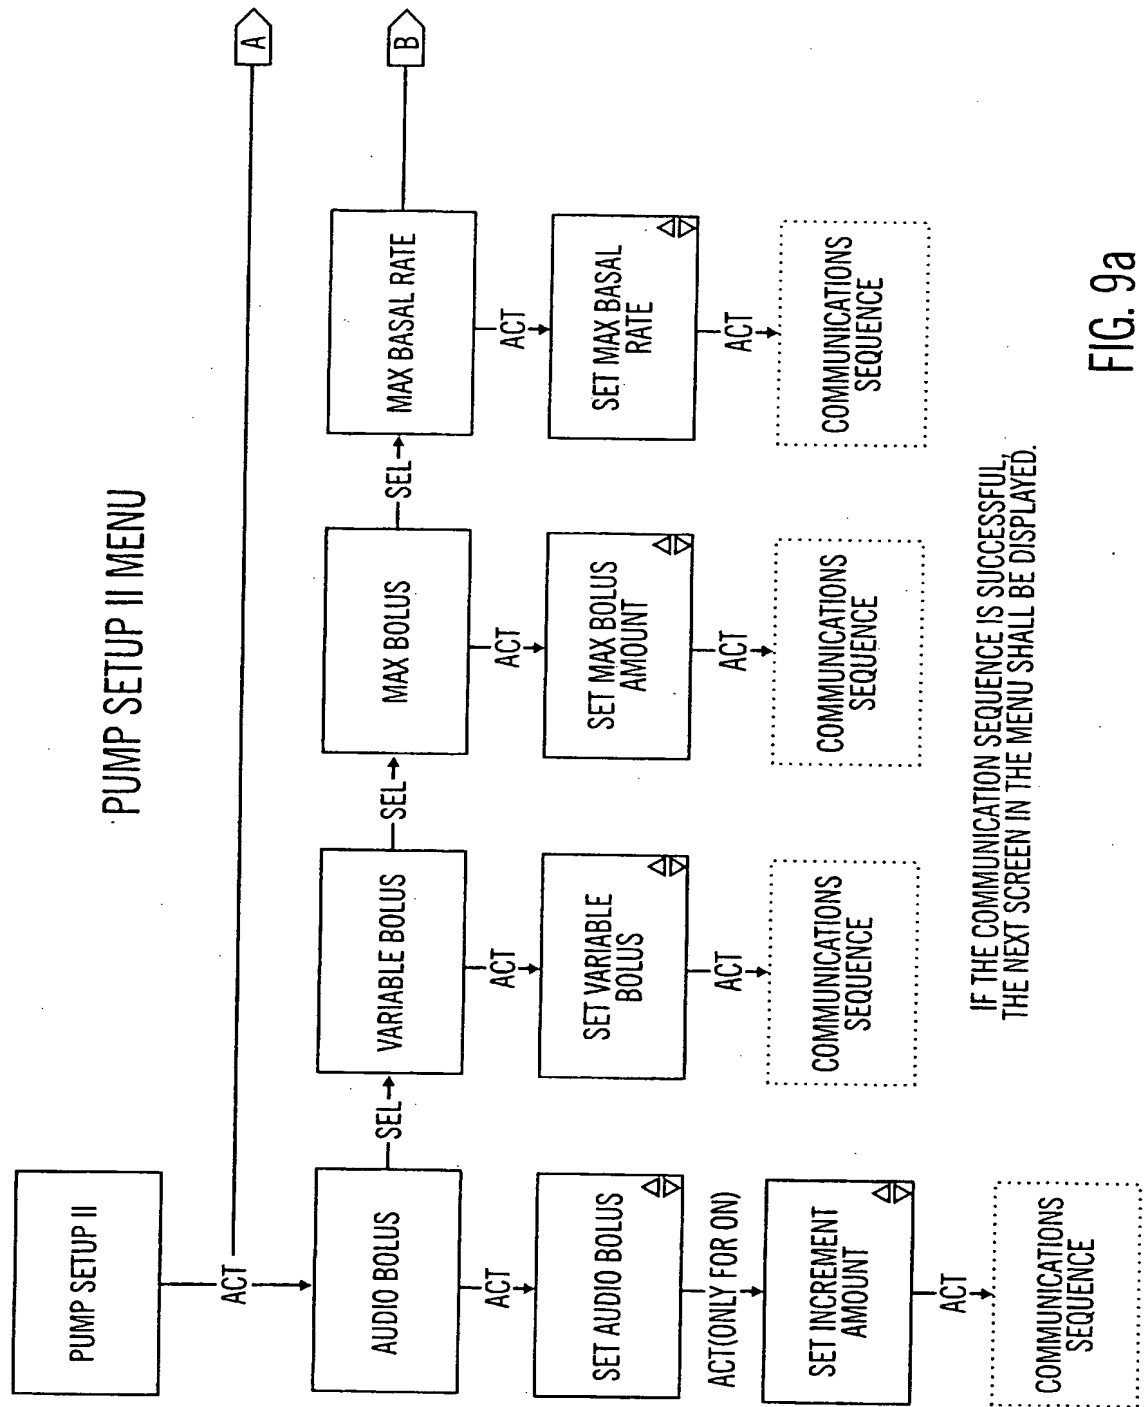 PUMP SETUP II MENU
PUMP SETUP II
ACT
A
AUDIO BOLUS
SEL
VARIABLE BOLUS
SEL
MAX BOLUS
SEL
MAX BASAL RATE
B
ACT
ACT
ACT
ACT
SET AUDIO BOLUS
SET VARIABLE
BOLUS
SET MAX BOLUS
AMOUNT
SET MAX BASAL
RATE
ACT(ONLY FOR ON)
ACT
ACT
ACT
SET INCREMENT
AMOUNT
COMMUNICATIONS
SEQUENCE
COMMUNICATIONS
SEQUENCE
COMMUNICATIONS
SEQUENCE
ACT
COMMUNICATIONS
SEQUENCE
IF THE COMMUNICATION SEQUENCE IS SUCCESSFUL,
THE NEXT SCREEN IN THE MENU SHALL BE DISPLAYED.
FIG. 9a